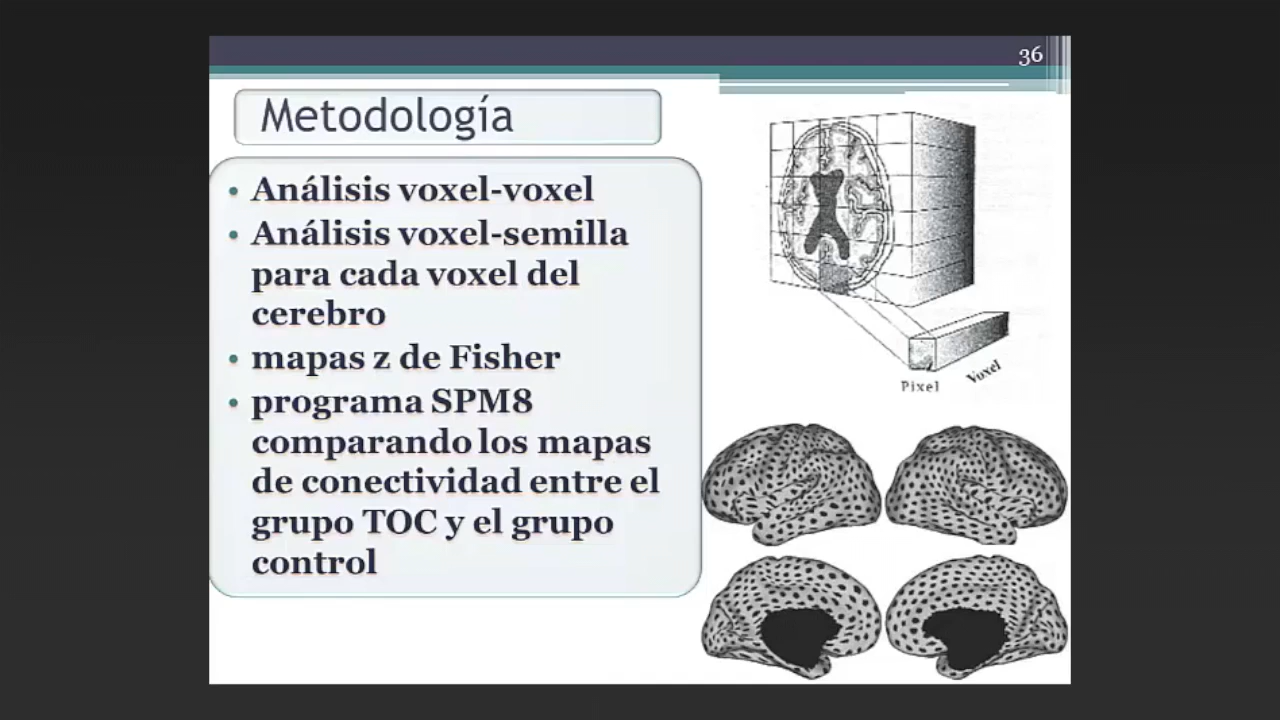 36
Metodología
• Análisis voxel-voxel
• Análisis voxel-semilla
para cada voxel del
cerebro
• mapas z de Fisher
• programa SPM8
comparando los mapas
de conectividad entre el
grupo TOC y el grupo
control
Pixel
Voxel